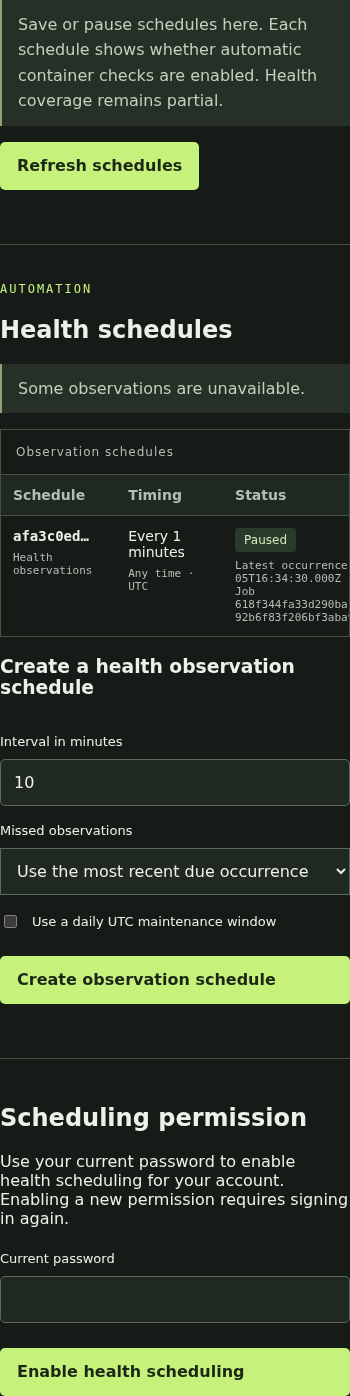 Save or pause schedules here. Each
schedule shows whether automatic
container checks are enabled. Health
coverage remains partial.
Refresh schedules
AUTOMATION
Health schedules
Some observations are unavailable.
Observation schedules
Schedule Timing Status
afa3c0ed… Every 1 minutes Paused
Health observations Any time · UTC Latest occurrence
05T16:34:30.000Z
Job
618f344fa33d290ba
92b6f83f206bf3aba
Create a health observation
schedule
Interval in minutes
10
Missed observations
Use the most recent due occurrence
Use a daily UTC maintenance window
Create observation schedule
Scheduling permission
Use your current password to enable
health scheduling for your account.
Enabling a new permission requires signing
in again.
Current password
Enable health scheduling